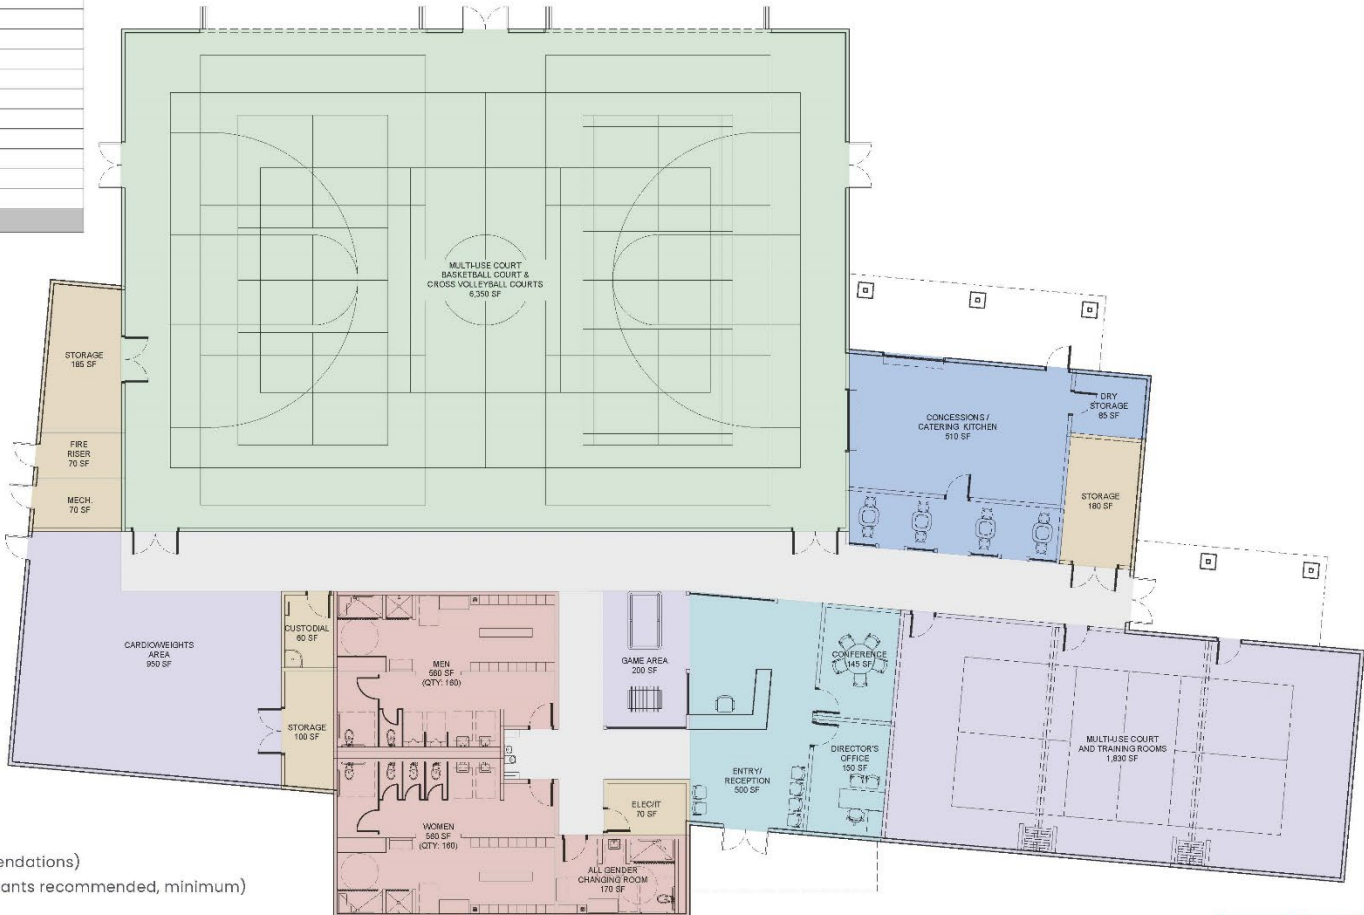 MULTI-USE COURT
BASKETBALL COURT &
CROSS VOLLEYBALL COURTS
6,350 SF
STORAGE
185 SF
FIRE
RISER
70 SF
MECH.
70 SF
CONCESSIONS /
CATERING KITCHEN
510 SF
DRY
STORAGE
85 SF
STORAGE
180 SF
CARDIO/WEIGHTS
AREA
950 SF
CUSTODIAL
60 SF
STORAGE
100 SF
MEN
560 SF
(QTY: 160)
WOMEN
560 SF
(QTY: 160)
GAME AREA
200 SF
CONFERENCE
145 SF
DIRECTOR'S
OFFICE
150 SF
ENTRY/
RECEPTION
500 SF
ELEC/IT
70 SF
ALL GENDER
CHANGING ROOM
170 SF
MULTI-USE COURT
AND TRAINING ROOMS
1,830 SF
endations)
ants recommended, minimum)